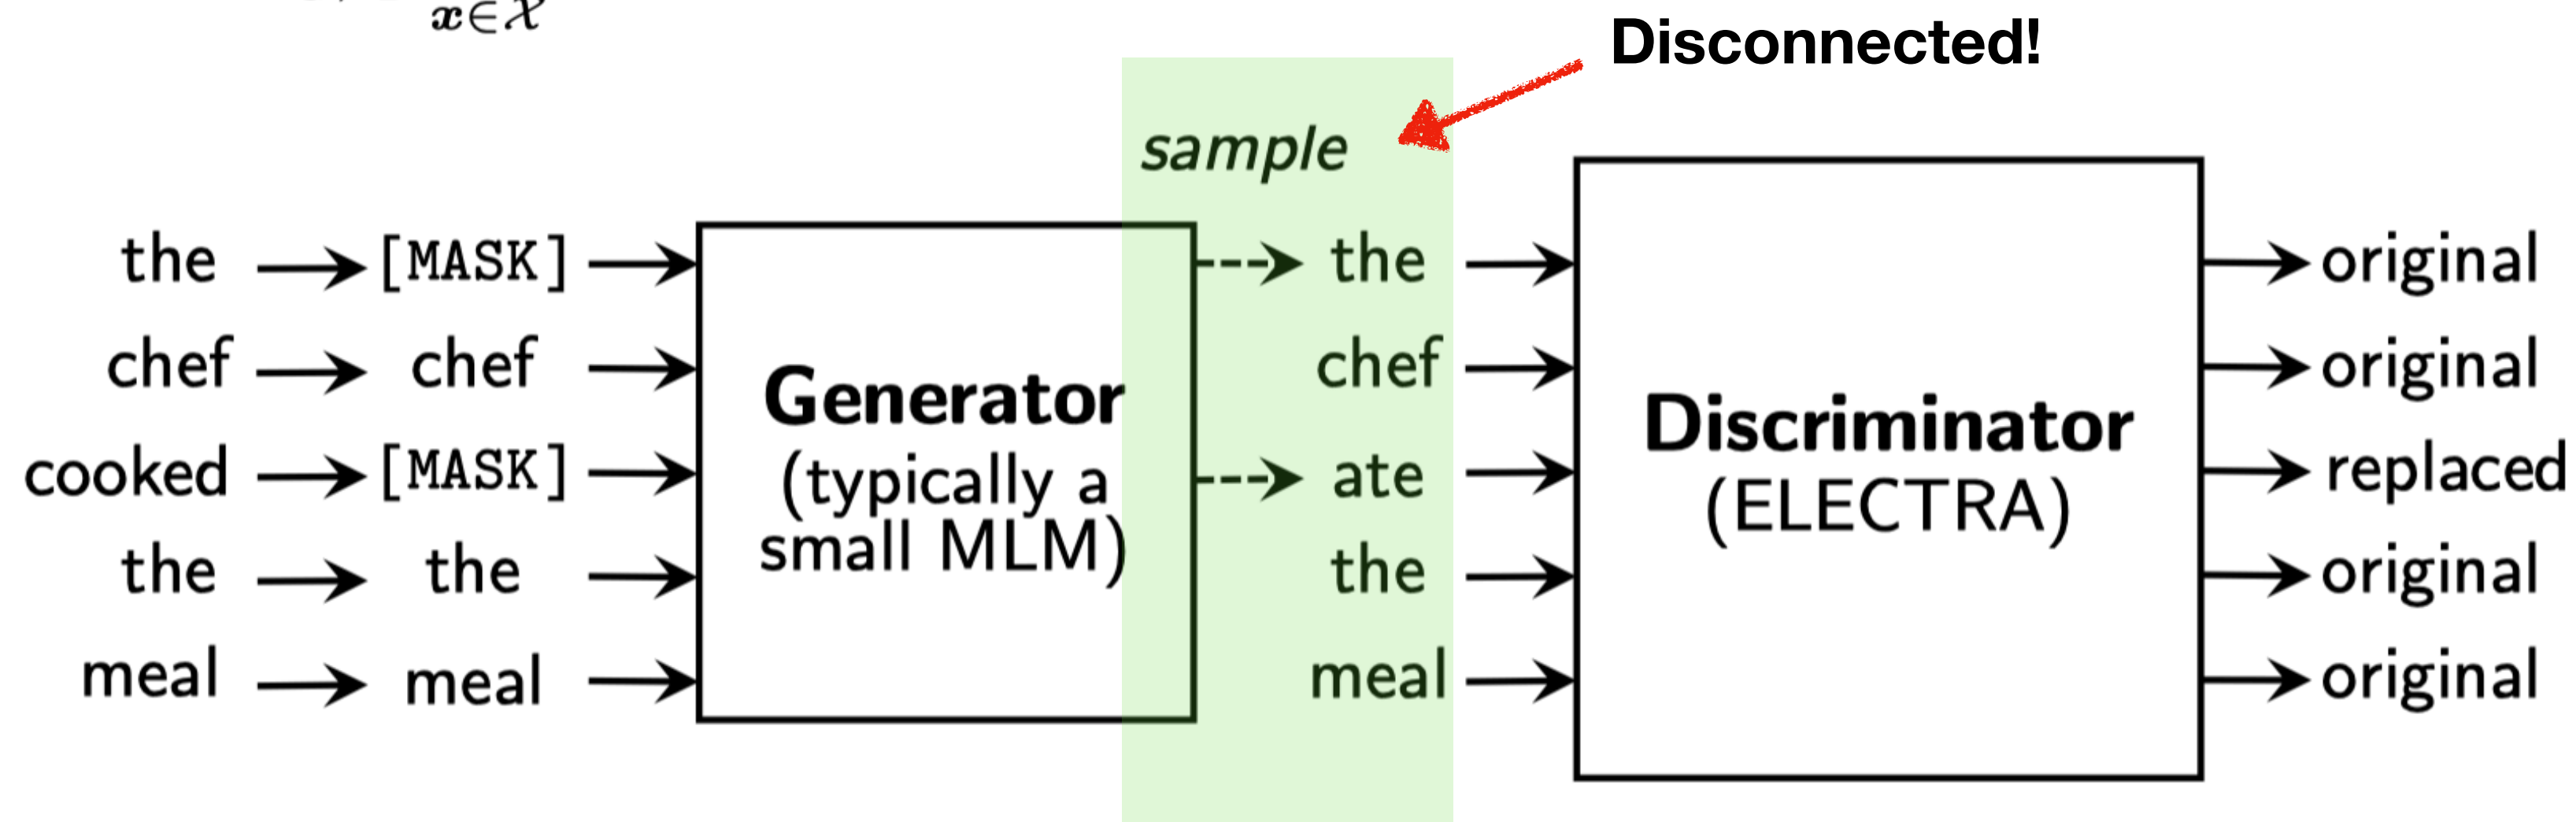 x∈𝒳
Disconnected!
sample
the [MASK] the original
chef chef chef original
cooked [MASK] ate replaced
the the the original
meal meal meal original
Generator
(typically a
small MLM)
Discriminator
(ELECTRA)